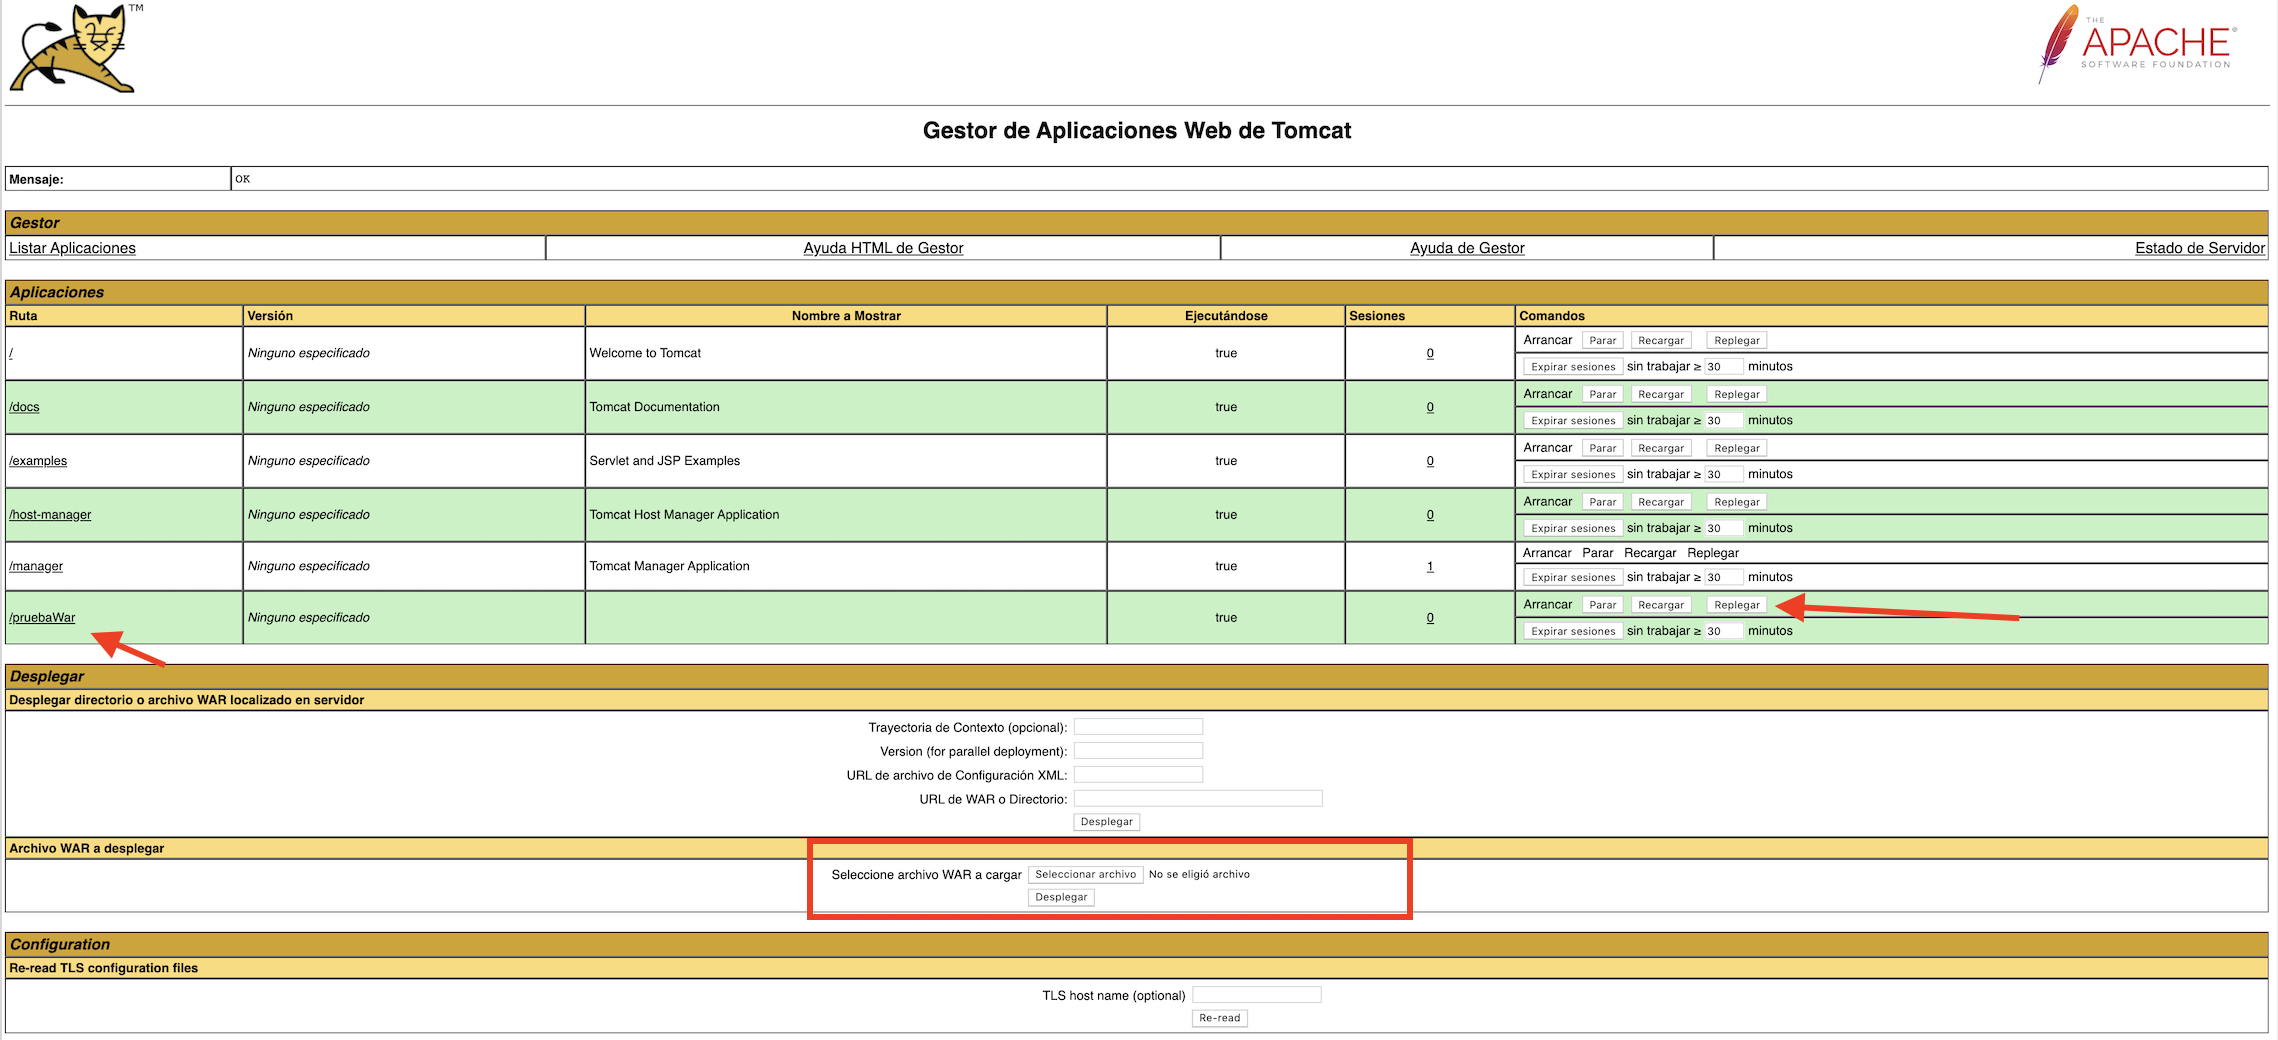 TM
THE
APACHE®
SOFTWARE FOUNDATION
Gestor de Aplicaciones Web de Tomcat
Mensaje: OK
Gestor
Listar Aplicaciones Ayuda HTML de Gestor Ayuda de Gestor Estado de Servidor
Aplicaciones
Ruta Versión Nombre a Mostrar Ejecutándose Sesiones Comandos
/ Ninguno especificado Welcome to Tomcat true 0 Arrancar Parar Recargar Replegar
Expirar sesiones sin trabajar ≥ 30 minutos
/docs Ninguno especificado Tomcat Documentation true 0 Arrancar Parar Recargar Replegar
Expirar sesiones sin trabajar ≥ 30 minutos
/examples Ninguno especificado Servlet and JSP Examples true 0 Arrancar Parar Recargar Replegar
Expirar sesiones sin trabajar ≥ 30 minutos
/host-manager Ninguno especificado Tomcat Host Manager Application true 0 Arrancar Parar Recargar Replegar
Expirar sesiones sin trabajar ≥ 30 minutos
/manager Ninguno especificado Tomcat Manager Application true 1 Arrancar Parar Recargar Replegar
Expirar sesiones sin trabajar ≥ 30 minutos
/pruebaWar Ninguno especificado true 0 Arrancar Parar Recargar Replegar
Expirar sesiones sin trabajar ≥ 30 minutos
Desplegar
Desplegar directorio o archivo WAR localizado en servidor
Trayectoria de Contexto (opcional):
Version (for parallel deployment):
URL de archivo de Configuración XML:
URL de WAR o Directorio:
Desplegar
Archivo WAR a desplegar
Seleccione archivo WAR a cargar Seleccionar archivo No se eligió archivo
Desplegar
Configuration
Re-read TLS configuration files
TLS host name (optional)
Re-read